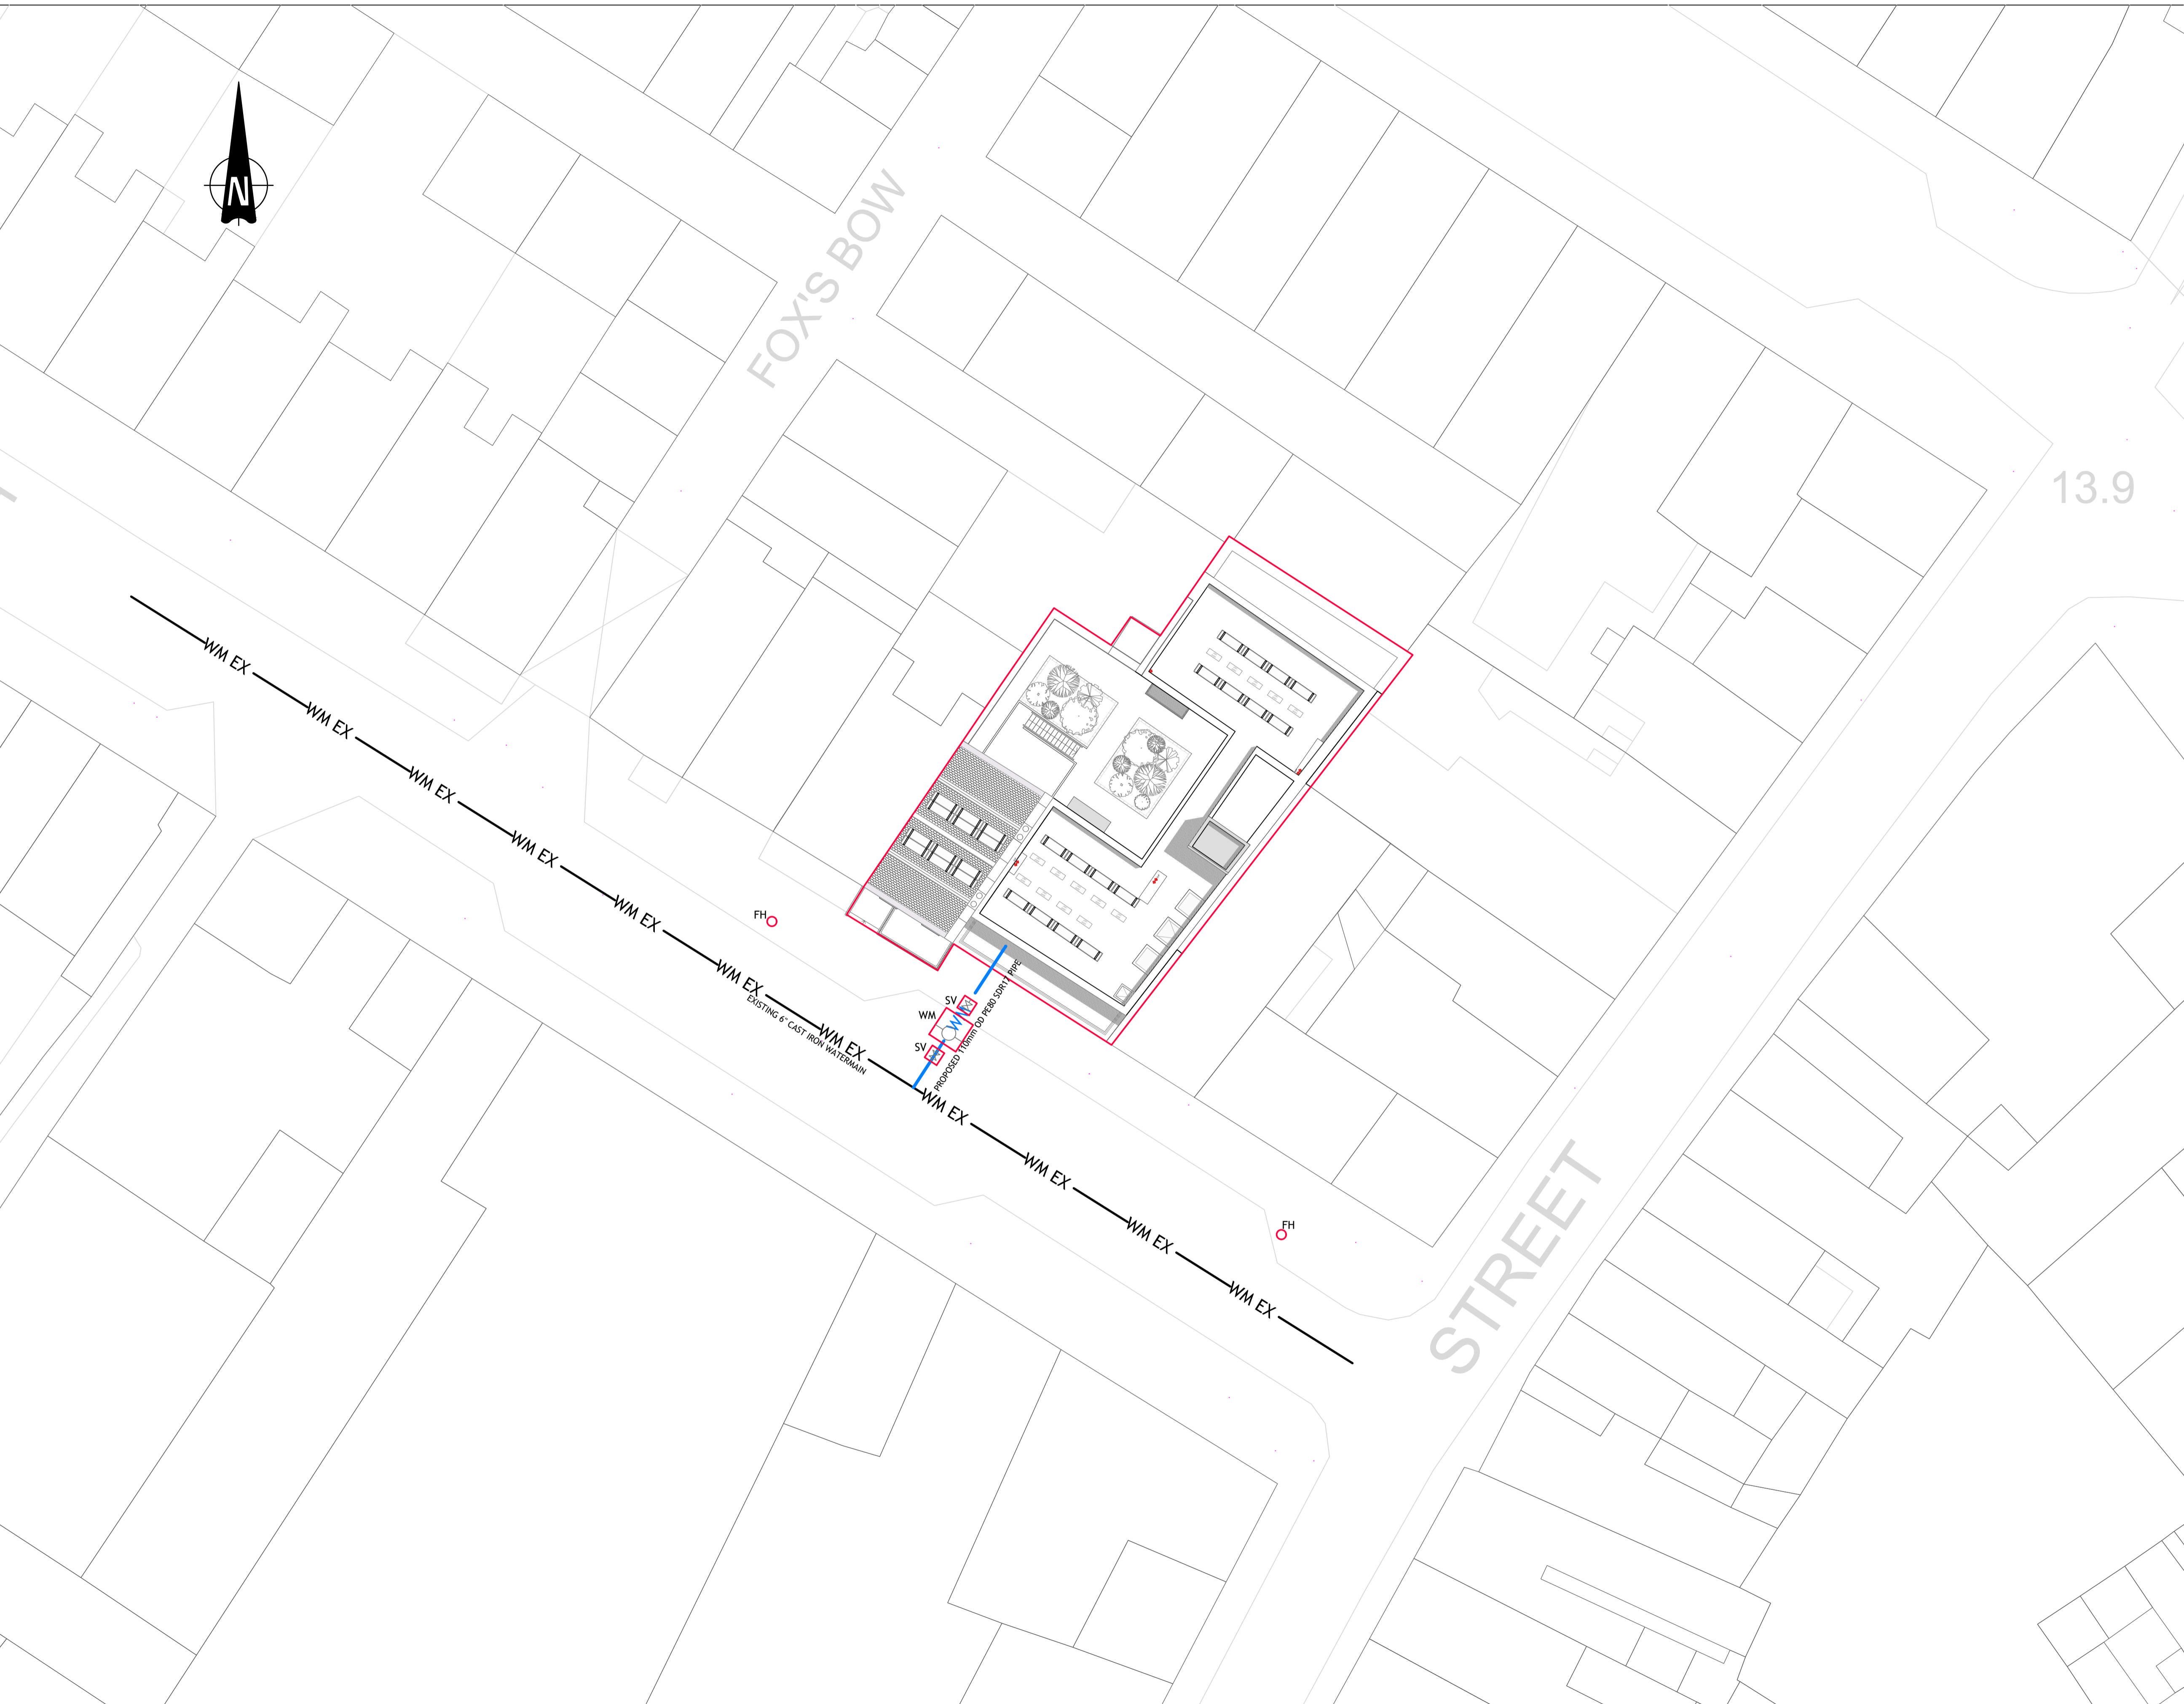 N
FOX'S BOW
13.9
WM EX
WM EX
WM EX
WM EX
WM EX
WM EX
WM EX
WM EX
WM EX
WM EX
WM EX
FH
SV
WM
WM
SV
EXISTING 6" CAST IRON WATERMAIN
PROPOSED 110mm OD PE80 SDR17 PIPE
FH
STREET